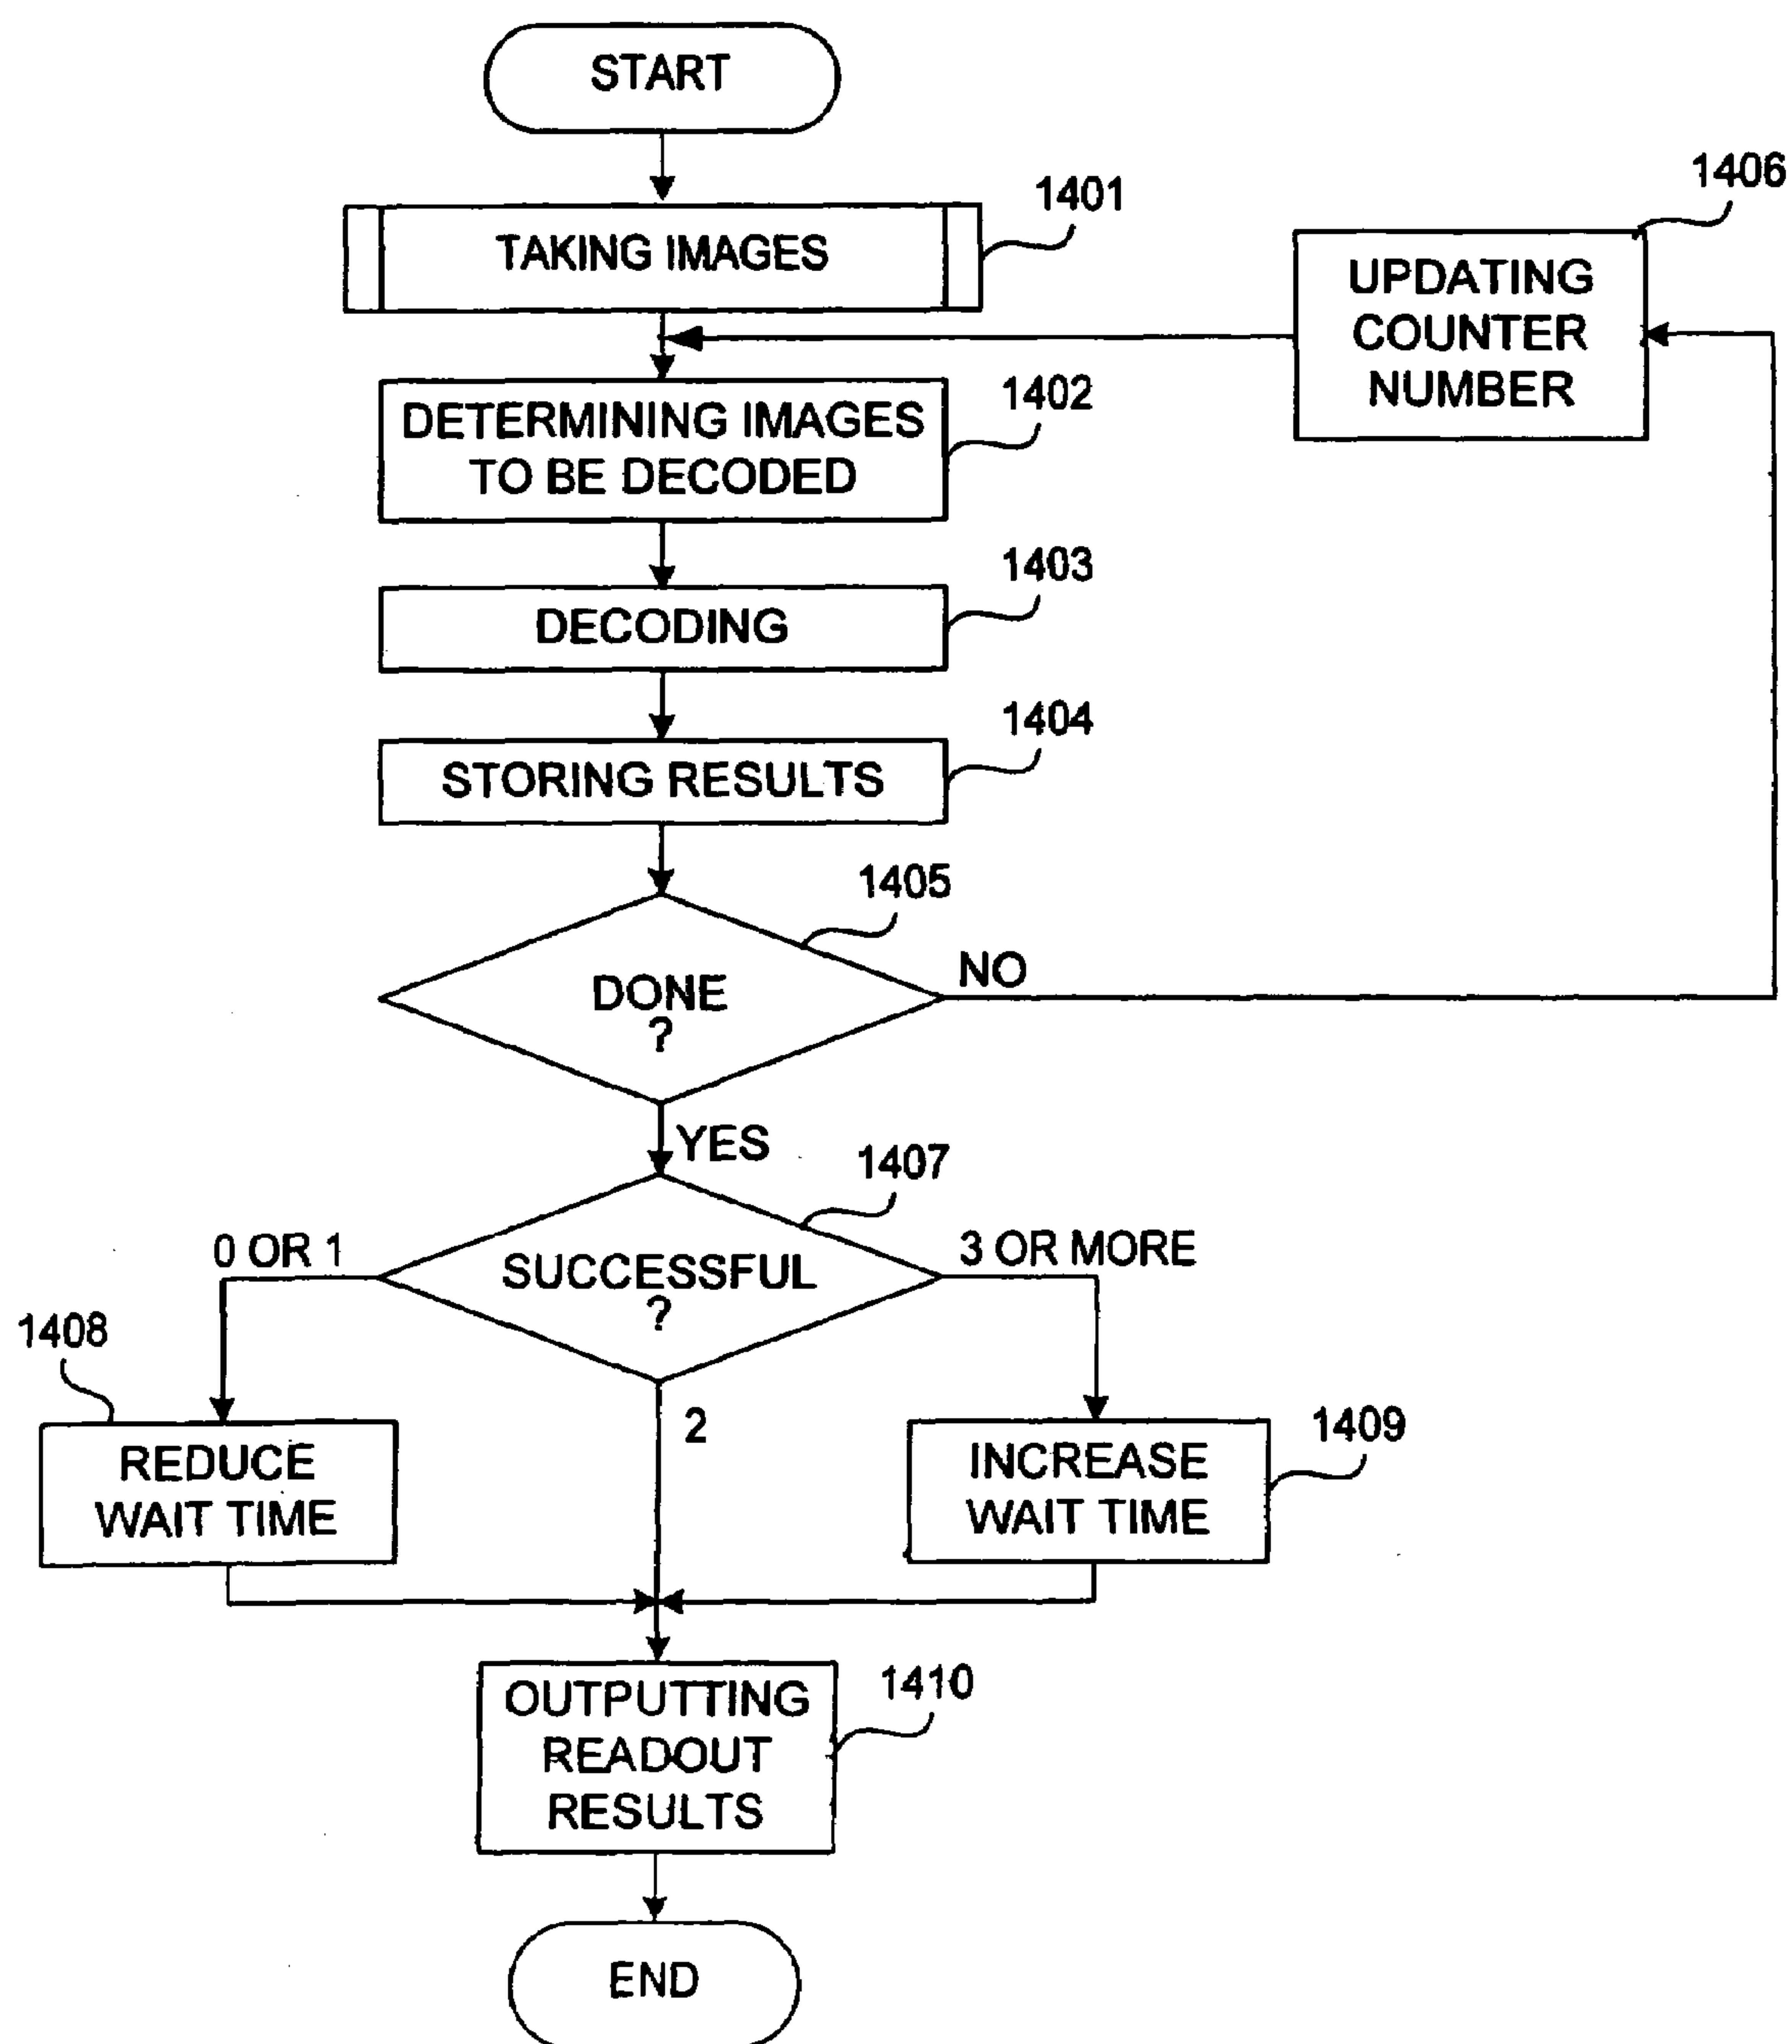 START
1401
TAKING IMAGES
1406
UPDATING
COUNTER
NUMBER
1402
DETERMINING IMAGES
TO BE DECODED
1403
DECODING
1404
STORING RESULTS
1405
DONE
?
NO
YES
1407
SUCCESSFUL
?
0 OR 1
3 OR MORE
2
1408
REDUCE
WAIT TIME
1409
INCREASE
WAIT TIME
1410
OUTPUTTING
READOUT
RESULTS
END